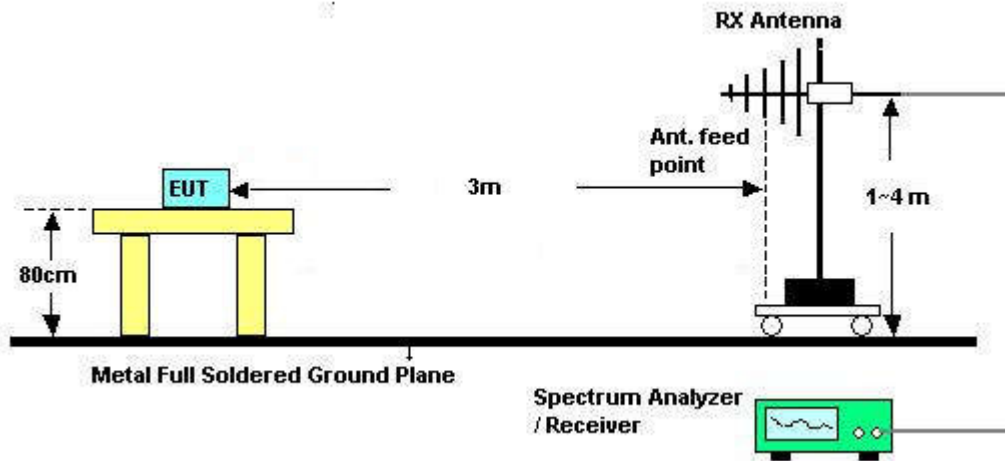 RX Antenna
Ant. feed
point
EUT
3m
1~4 m
80cm
Metal Full Soldered Ground Plane
Spectrum Analyzer
/ Receiver